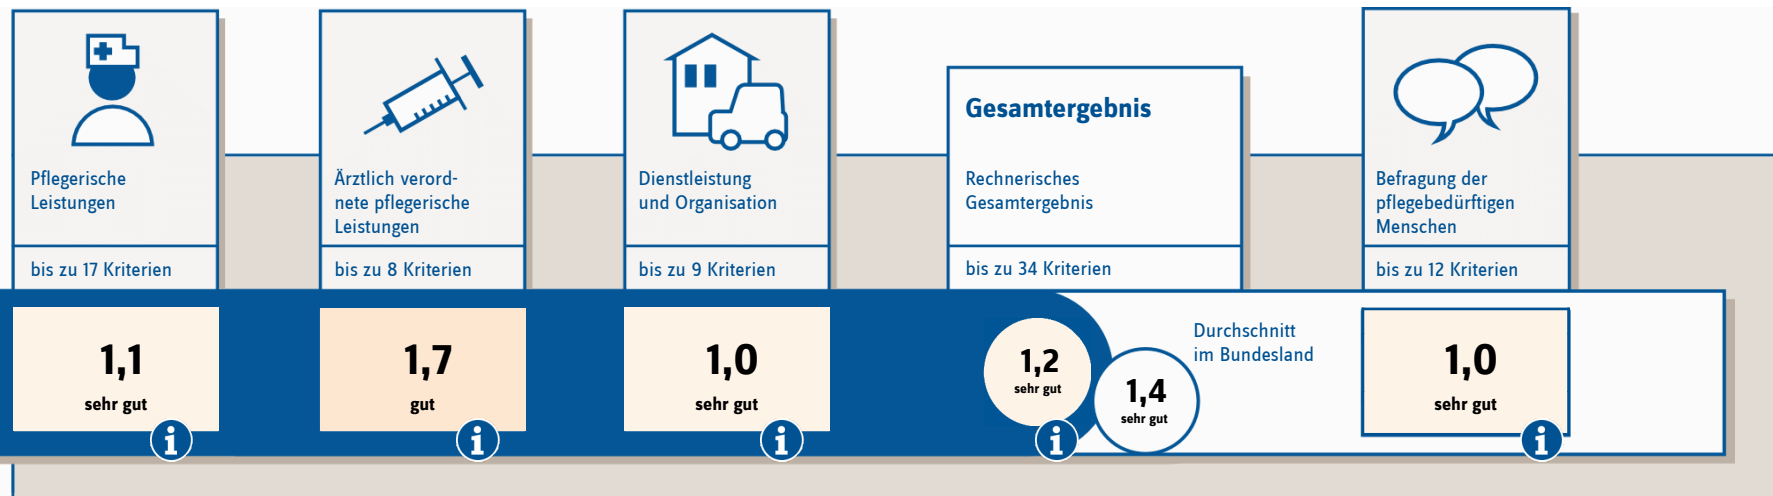 Pflegerische
Leistungen
bis zu 17 Kriterien
1,1
sehr gut
i
Ärztlich verord-
nete pflegerische
Leistungen
bis zu 8 Kriterien
1,7
gut
i
Dienstleistung
und Organisation
bis zu 9 Kriterien
1,0
sehr gut
i
Gesamtergebnis
Rechnerisches
Gesamtergebnis
bis zu 34 Kriterien
1,2
sehr gut
i
1,4
sehr gut
Durchschnitt
im Bundesland
Befragung der
pflegebedürftigen
Menschen
bis zu 12 Kriterien
1,0
sehr gut
i